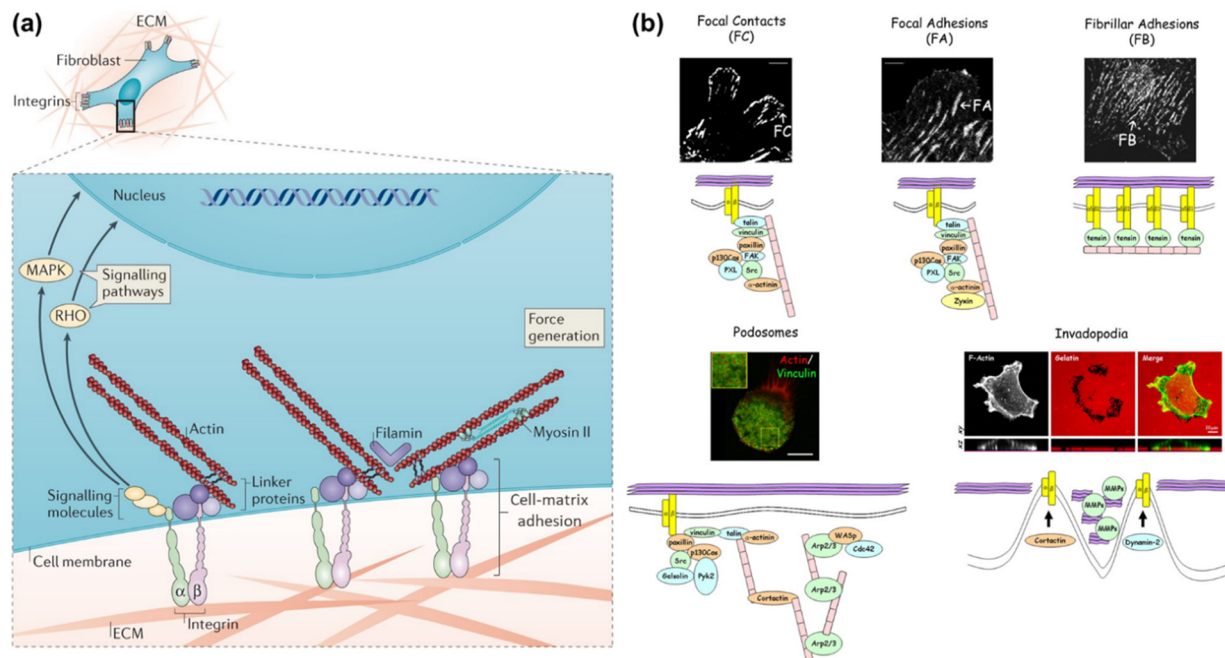 (a)
ECM
Fibroblast
Integrins
Nucleus
MAPK
Signalling
pathways
RHO
Force
generation
Actin
Filamin
Myosin II
Linker
proteins
Signalling
molecules
Cell-matrix
adhesion
Cell membrane
α β
Integrin
ECM
(b)
Focal Contacts
(FC)
Focal Adhesions
(FA)
Fibrillar Adhesions
(FB)
FC
FA
FB
α β
talin
vinculin
paxillin
p130Cas
FAK
PXL
Src
α-actinin
α β
talin
vinculin
paxillin
p130Cas
FAK
PXL
Src
α-actinin
Zyxin
tensin
tensin
tensin
tensin
Podosomes
Actin/
Vinculin
Invadopodia
F-Actin
Gelatin
Merge
XY
XZ
α β
paxillin
vinculin
talin
α-actinin
p130Cas
Src
Gelsolin
Pyk2
Cortactin
Arp2/3
WASp
Cdc42
Arp2/3
Arp2/3
α β
MMPs
MMPs
MMPs
α β
Cortactin
Dynamin-2